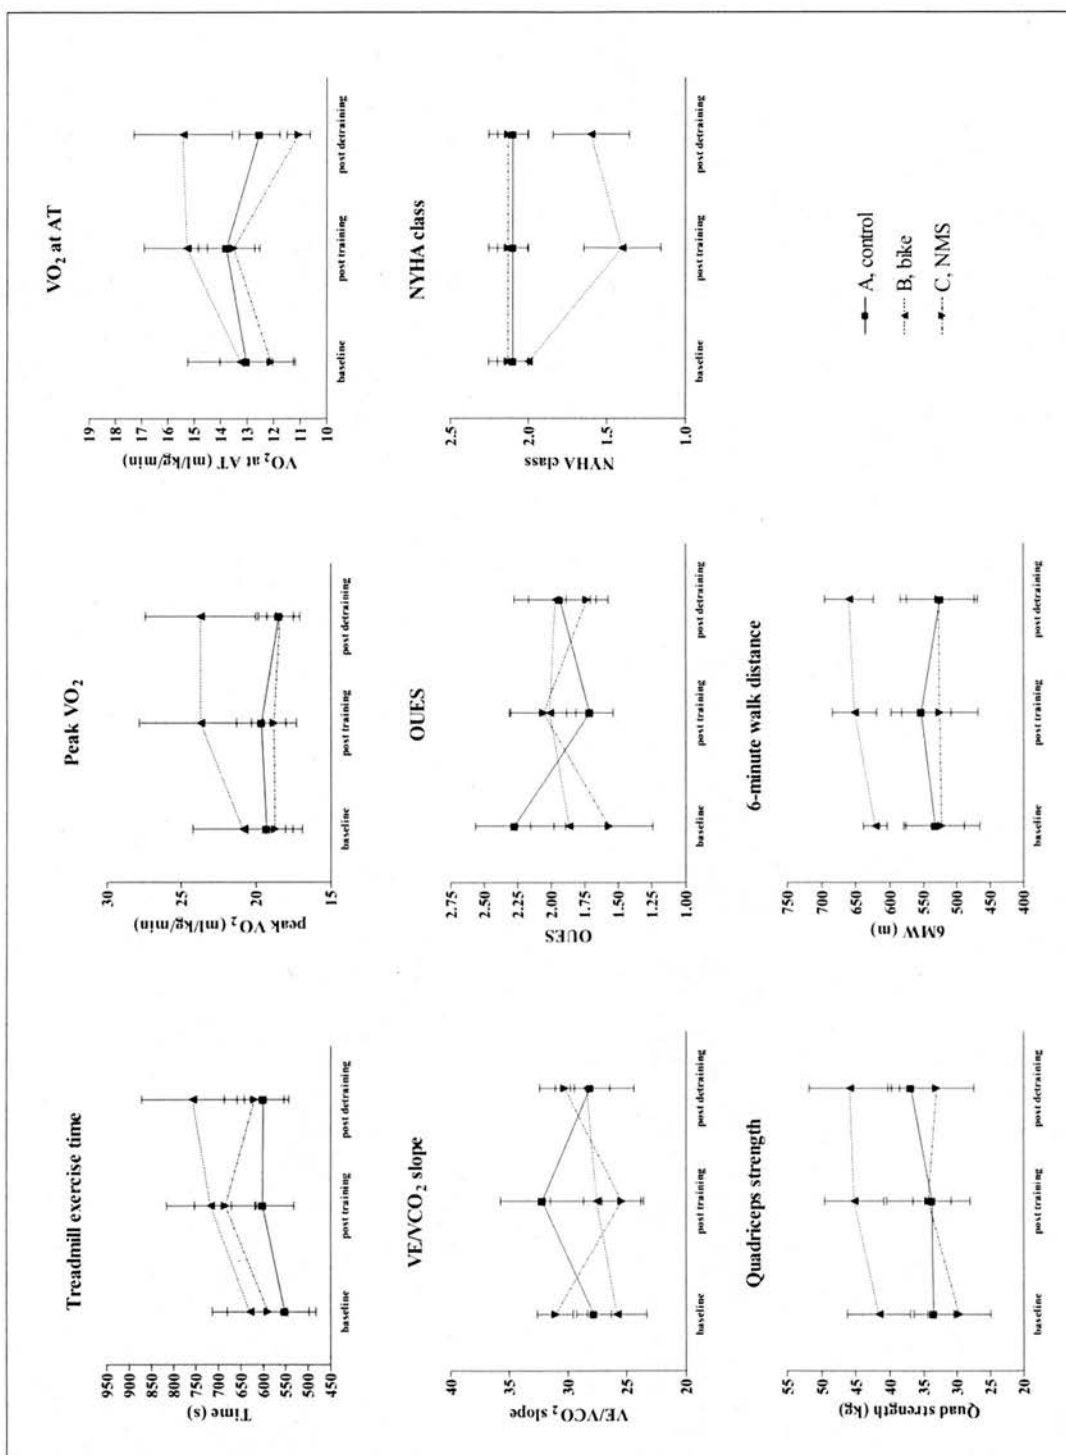 Treadmill exercise time
Time (s)
950
900
850
800
750
700
650
600
550
500
450
baseline
post training
post detraining
Peak VO2
peak VO2 (ml/kg/min)
30
25
20
15
baseline
post training
post detraining
VO2 at AT
VO2 at AT (ml/kg/min)
19
18
17
16
15
14
13
12
11
10
baseline
post training
post detraining
VE/VCO2 slope
VE/VCO2 slope
40
35
30
25
20
baseline
post training
post detraining
OUES
OUES
2.75
2.50
2.25
2.00
1.75
1.50
1.25
1.00
baseline
post training
post detraining
NYHA class
NYHA class
2.5
2.0
1.5
1.0
baseline
post training
post detraining
Quadriceps strength
Quad strength (kg)
55
50
45
40
35
30
25
20
baseline
post training
post detraining
6-minute walk distance
6MW (m)
750
700
650
600
550
500
450
400
baseline
post training
post detraining
A, control
B, bike
C, NMS